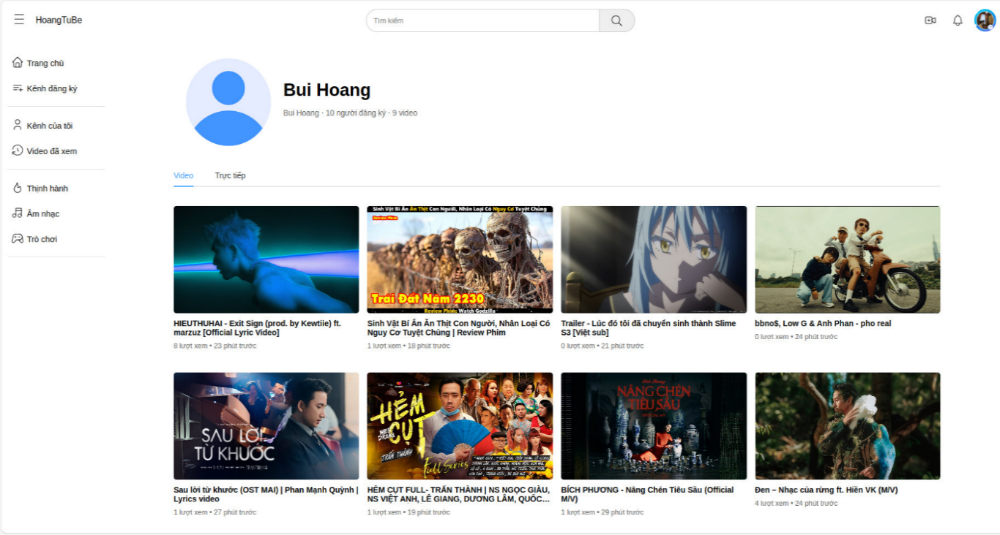 HoangTuBe
Tìm kiếm
Trang chủ
Kênh đăng ký
Kênh của tôi
Video đã xem
Thịnh hành
Âm nhạc
Trò chơi
Bui Hoang
Bui Hoang · 10 người đăng ký · 9 video
Video
Trực tiếp
Sinh Vật Bí Ẩn Ăn Thịt Con Người, Nhân Loại Có Nguy Cơ Tuyệt Chủng
Review Phim
Trái Đất Năm 2230
Review Phim: Watch Godzilla
HIEUTHUHAI - Exit Sign (prod. by Kewtiie) ft.
marzuz [Official Lyric Video]
8 lượt xem • 23 phút trước
Sinh Vật Bí Ẩn Ăn Thịt Con Người, Nhân Loại Có
Nguy Cơ Tuyệt Chủng | Review Phim
1 lượt xem • 18 phút trước
Trailer - Lúc đó tôi đã chuyển sinh thành Slime
S3 [Việt sub]
0 lượt xem • 21 phút trước
bbno$, Low G & Anh Phan - pho real
0 lượt xem • 24 phút trước
SAU LỜI
TỪ KHƯỚC
HẺM
WEB
DRAMA
CỤT
TRẤN THÀNH
Full Series
Bích Phương
NÂNG CHÉN
TIÊU SẦU
OFFICIAL MV
Sau lời từ khước (OST MAI) | Phan Mạnh Quỳnh |
Lyrics video
1 lượt xem • 27 phút trước
HẺM CỤT FULL- TRẤN THÀNH | NS NGỌC GIÀU,
NS VIỆT ANH, LÊ GIANG, DƯƠNG LÂM, QUỐC...
1 lượt xem • 19 phút trước
BÍCH PHƯƠNG - Nâng Chén Tiêu Sầu (Official
M/V)
1 lượt xem • 29 phút trước
Đen – Nhạc của rừng ft. Hiền VK (M/V)
4 lượt xem • 24 phút trước